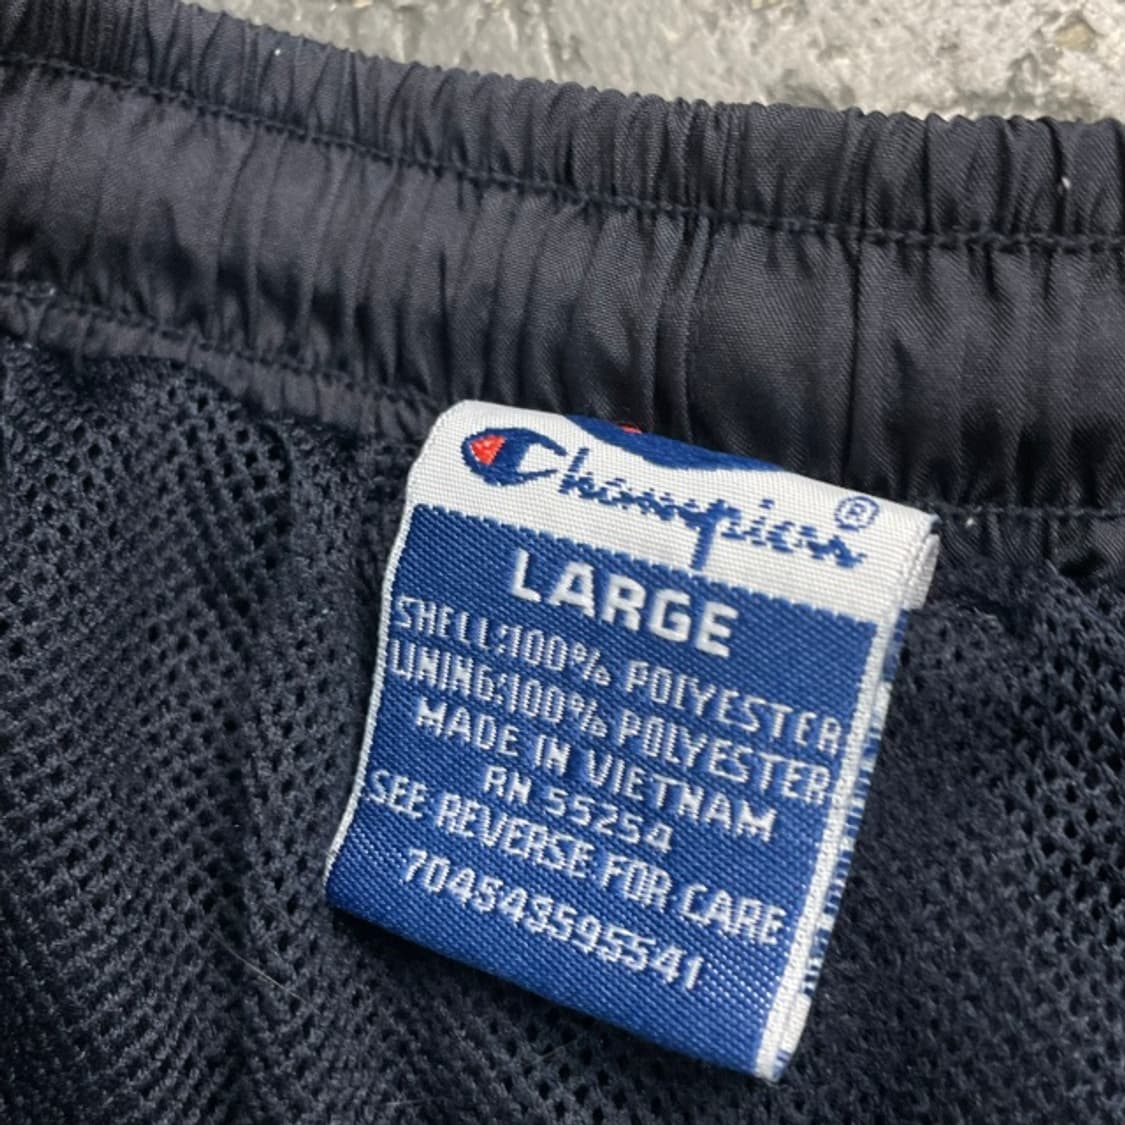 Champion®
LARGE
SHELL:100% POLYESTER
LINING:100% POLYESTER
MADE IN VIETNAM
RN 55254
SEE REVERSE FOR CARE
704543595541